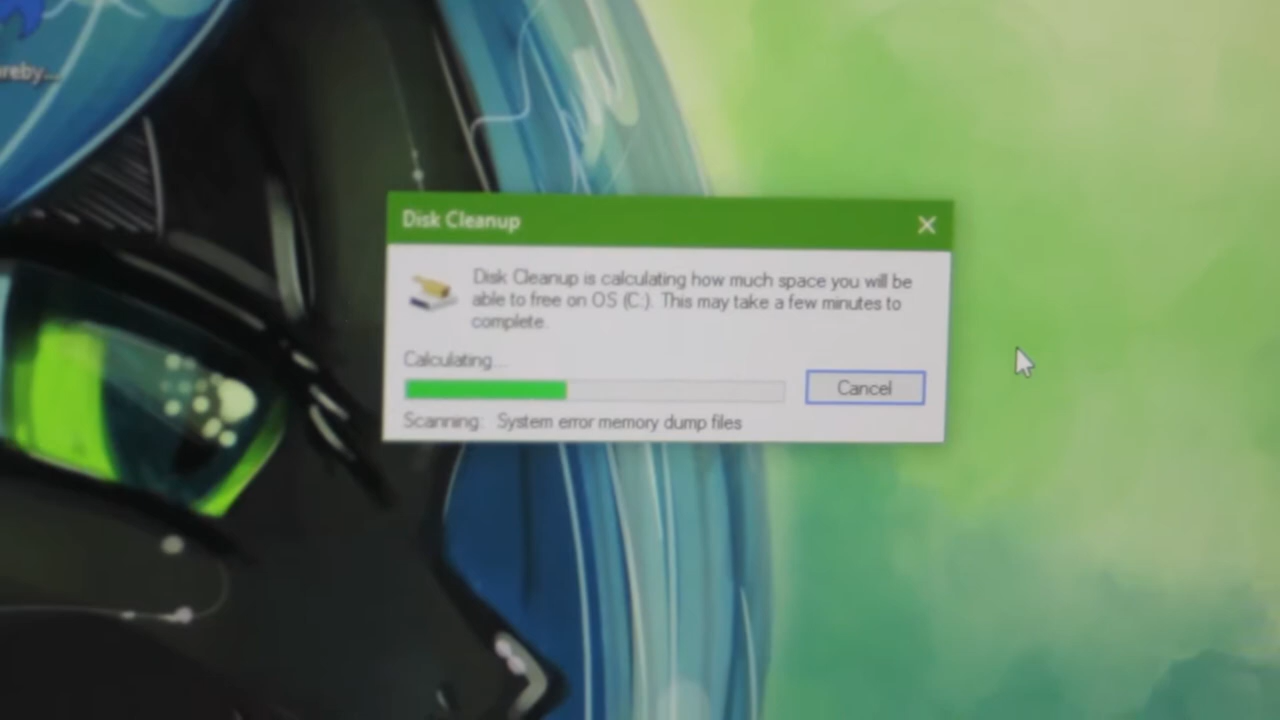 Disk Cleanup
Disk Cleanup is calculating how much space you will be
able to free on OS (C:). This may take a few minutes to
complete.
Calculating...
Cancel
Scanning: System error memory dump files